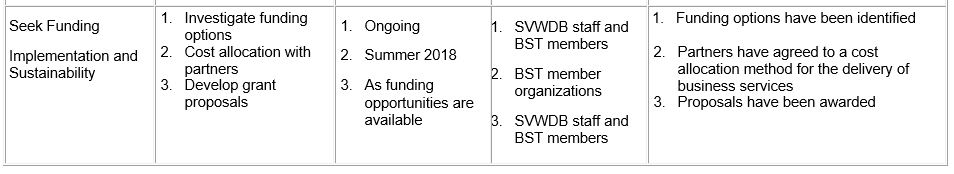 Seek Funding
Implementation and
Sustainability
1. Investigate funding
options
2. Cost allocation with
partners
3. Develop grant
proposals
1. Ongoing
2. Summer 2018
3. As funding
opportunities are
available
1. SVWDB staff and
BST members
2. BST member
organizations
3. SVWDB staff and
BST members
1. Funding options have been identified
2. Partners have agreed to a cost
allocation method for the delivery of
business services
3. Proposals have been awarded